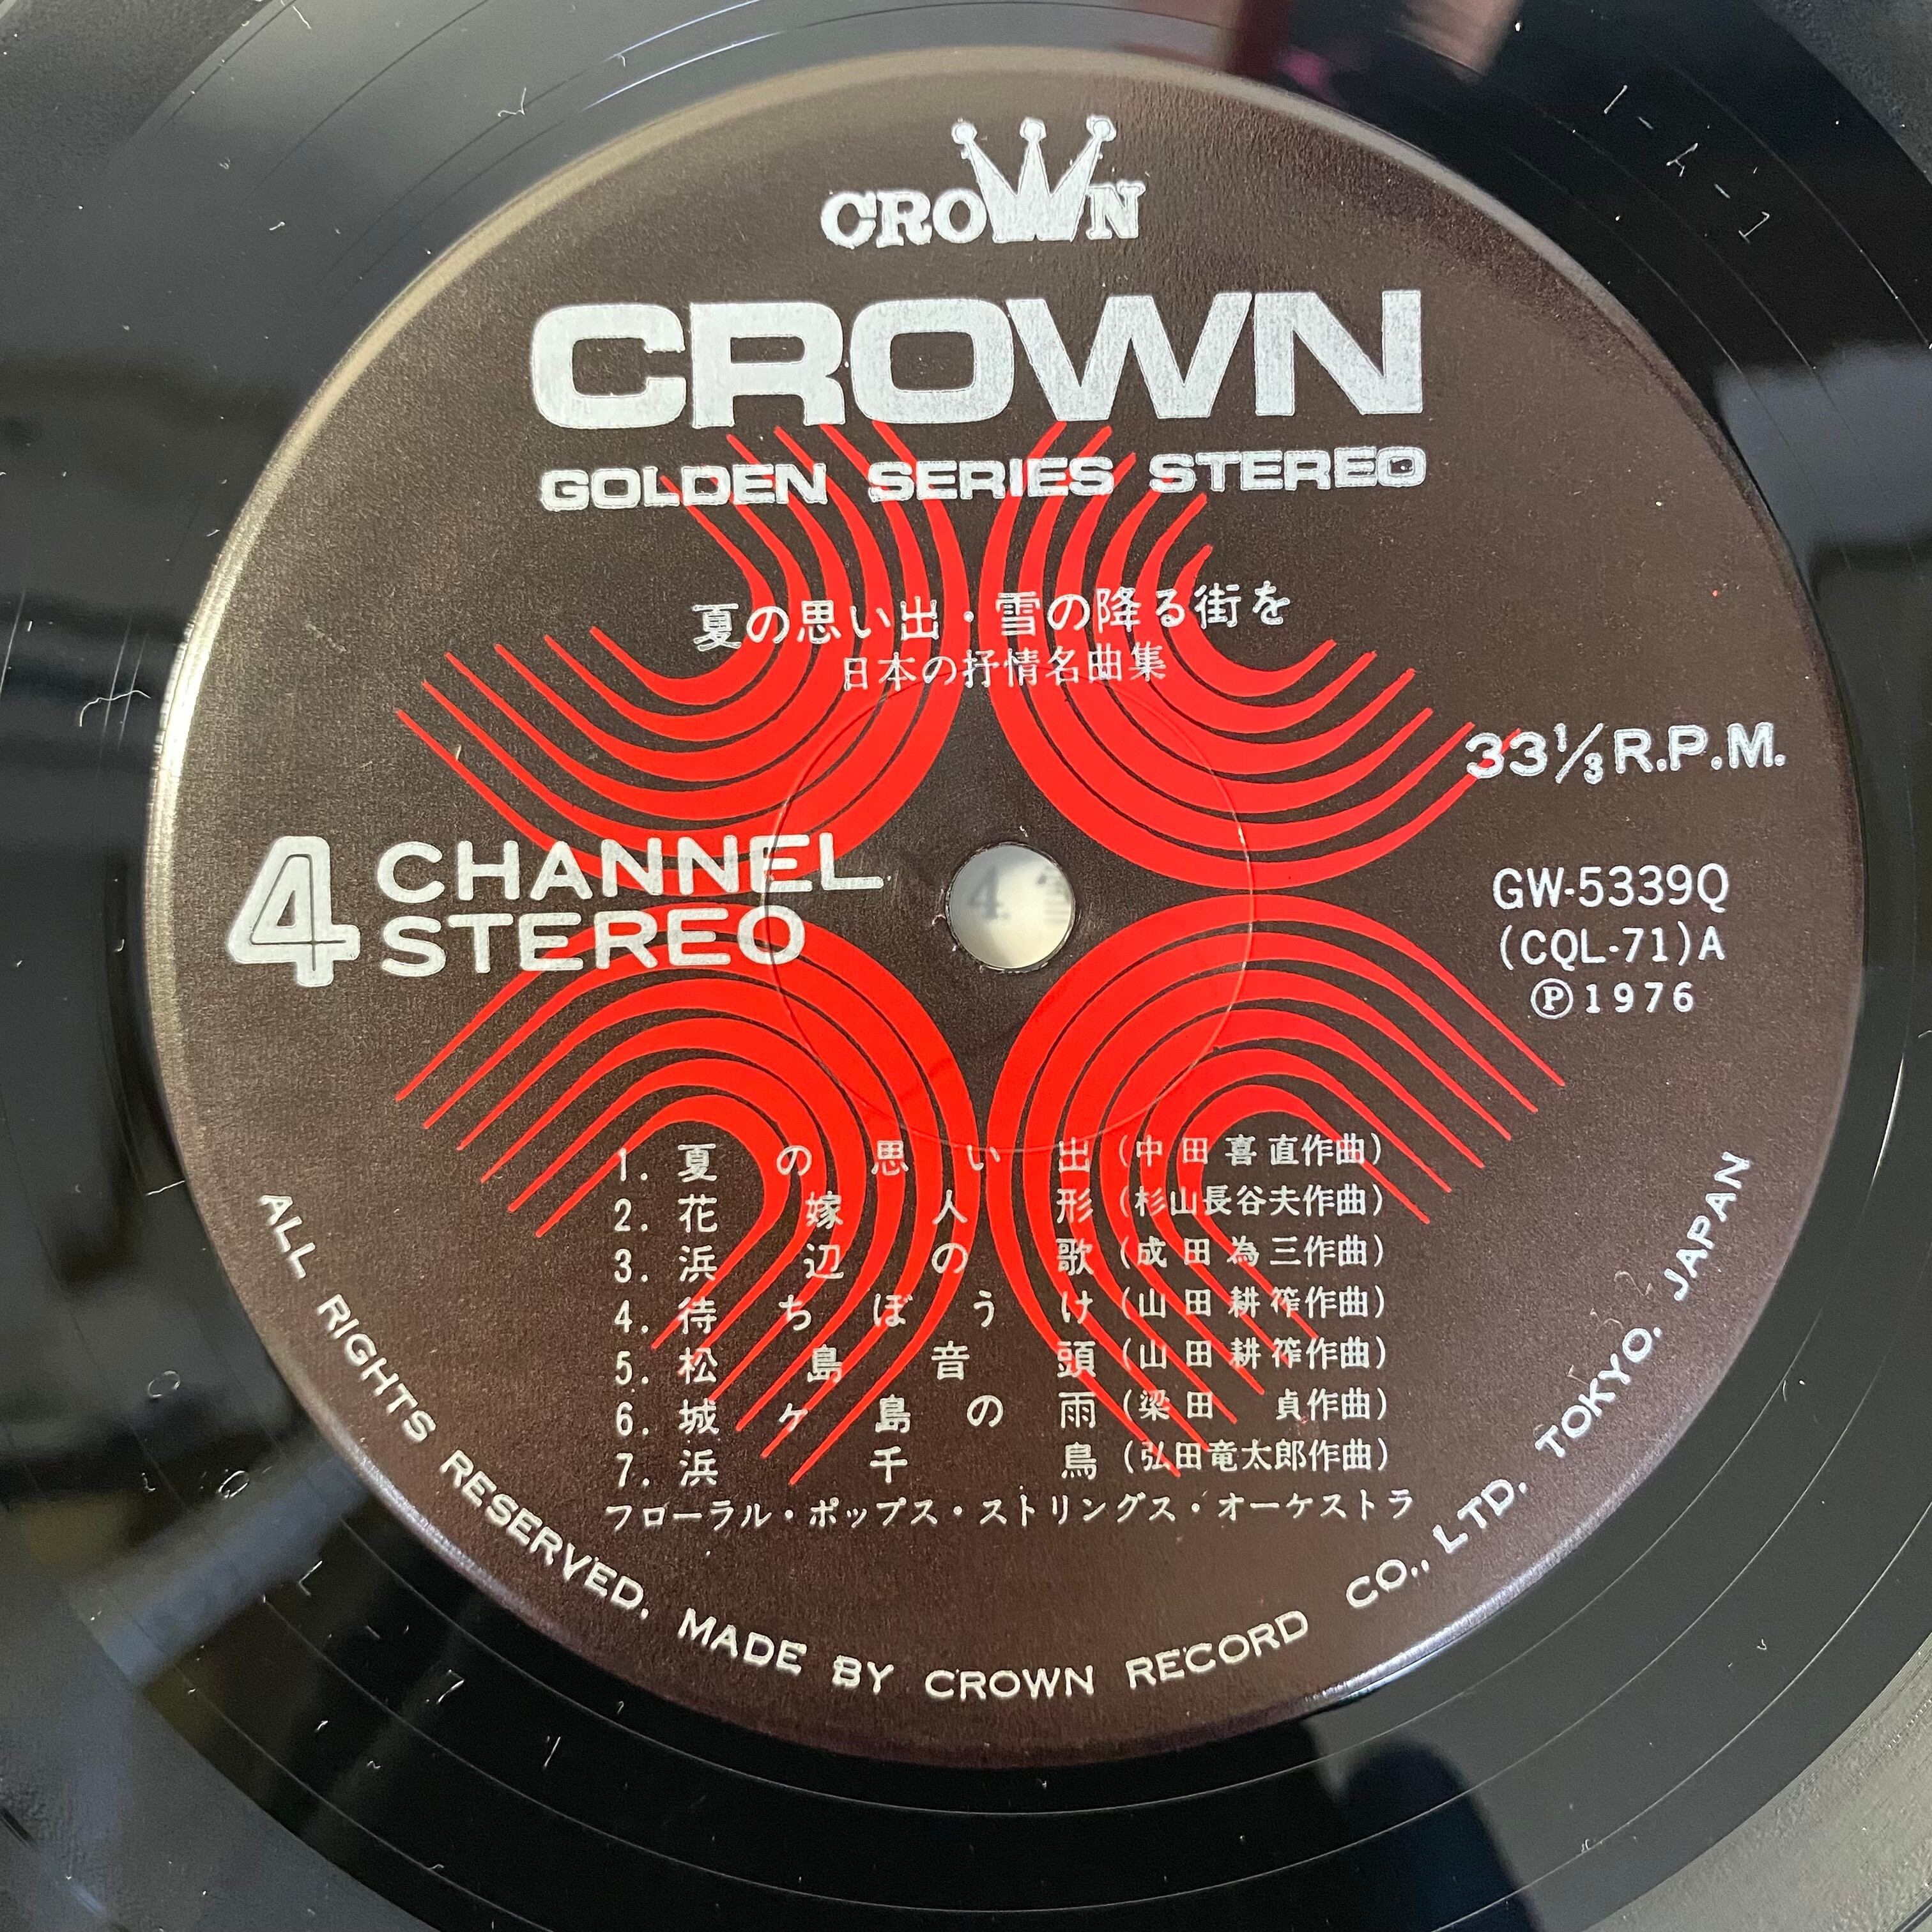 CROWN
CROWN
GOLDEN SERIES STEREO
夏の思い出・雪の降る街を
日本の抒情名曲集
33⅓ R.P.M.
4 CHANNEL STEREO
GW-5339Q
(CQL-71)A
Ⓟ1976
1. 夏の思い出 (中田喜直作曲)
2. 花嫁人形 (杉山長谷夫作曲)
3. 浜辺の歌 (成田為三作曲)
4. 待ちぼうけ (山田耕筰作曲)
5. 松島音頭 (山田耕筰作曲)
6. 城ヶ島の雨 (梁田 貞作曲)
7. 浜千鳥 (弘田竜太郎作曲)
フローラル・ポップス・ストリングス・オーケストラ
ALL RIGHTS RESERVED. MADE BY CROWN RECORD CO., LTD. TOKYO. JAPAN
1-A-1